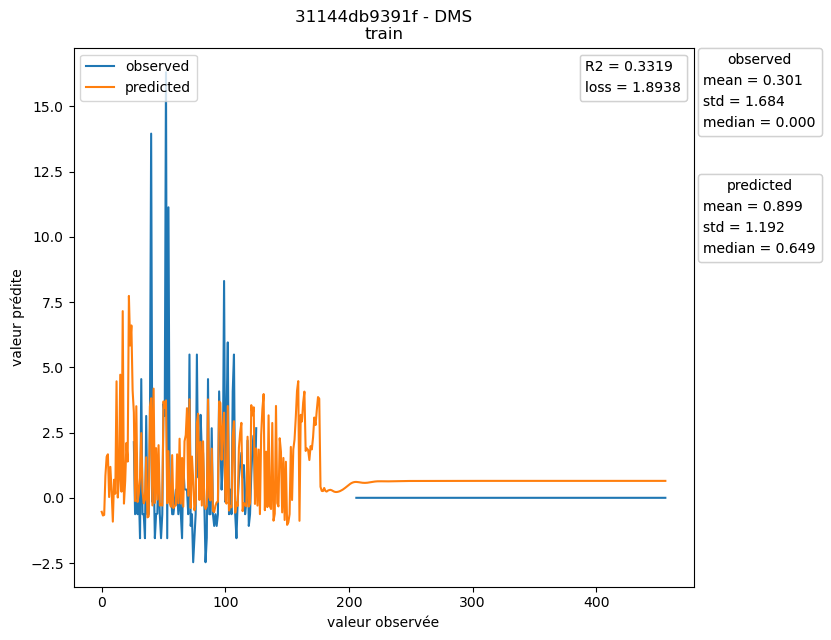 31144db9391f - DMS
train
observed
predicted
R2 = 0.3319
loss = 1.8938
observed
mean = 0.301
std = 1.684
median = 0.000
predicted
mean = 0.899
std = 1.192
median = 0.649
valeur prédite
15.0
12.5
10.0
7.5
5.0
2.5
0.0
−2.5
0
100
200
300
400
valeur observée